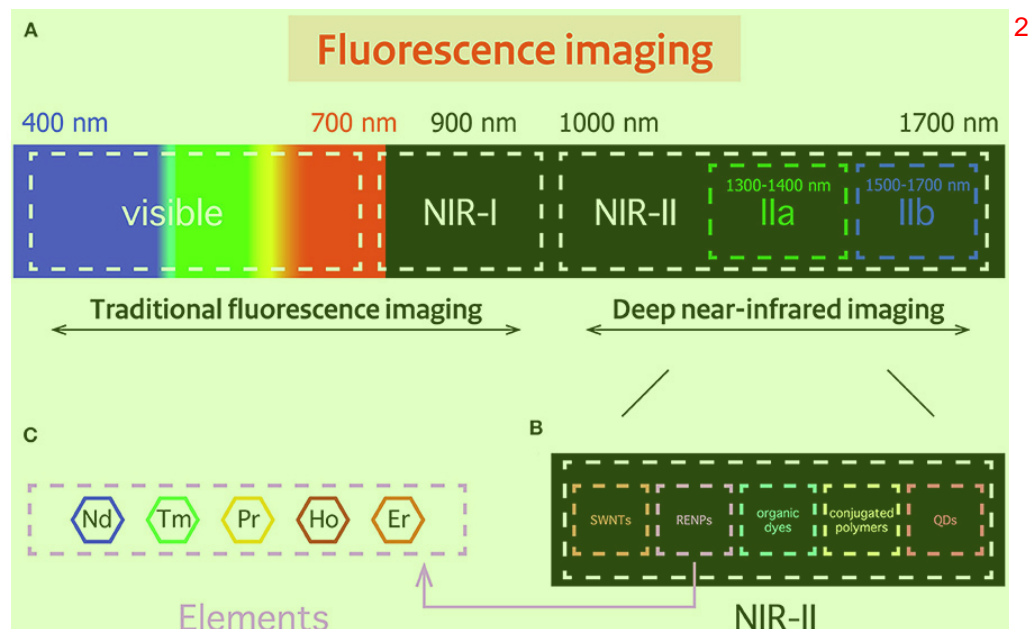 A
2
Fluorescence imaging
400 nm 700 nm 900 nm 1000 nm 1700 nm
visible NIR-I NIR-II
1300-1400 nm
IIa
1500-1700 nm
IIb
Traditional fluorescence imaging Deep near-infrared imaging
C
B
Nd Tm Pr Ho Er
SWNTs
RENPs
organic
dyes
conjugated
polymers
QDs
Elements
NIR-II